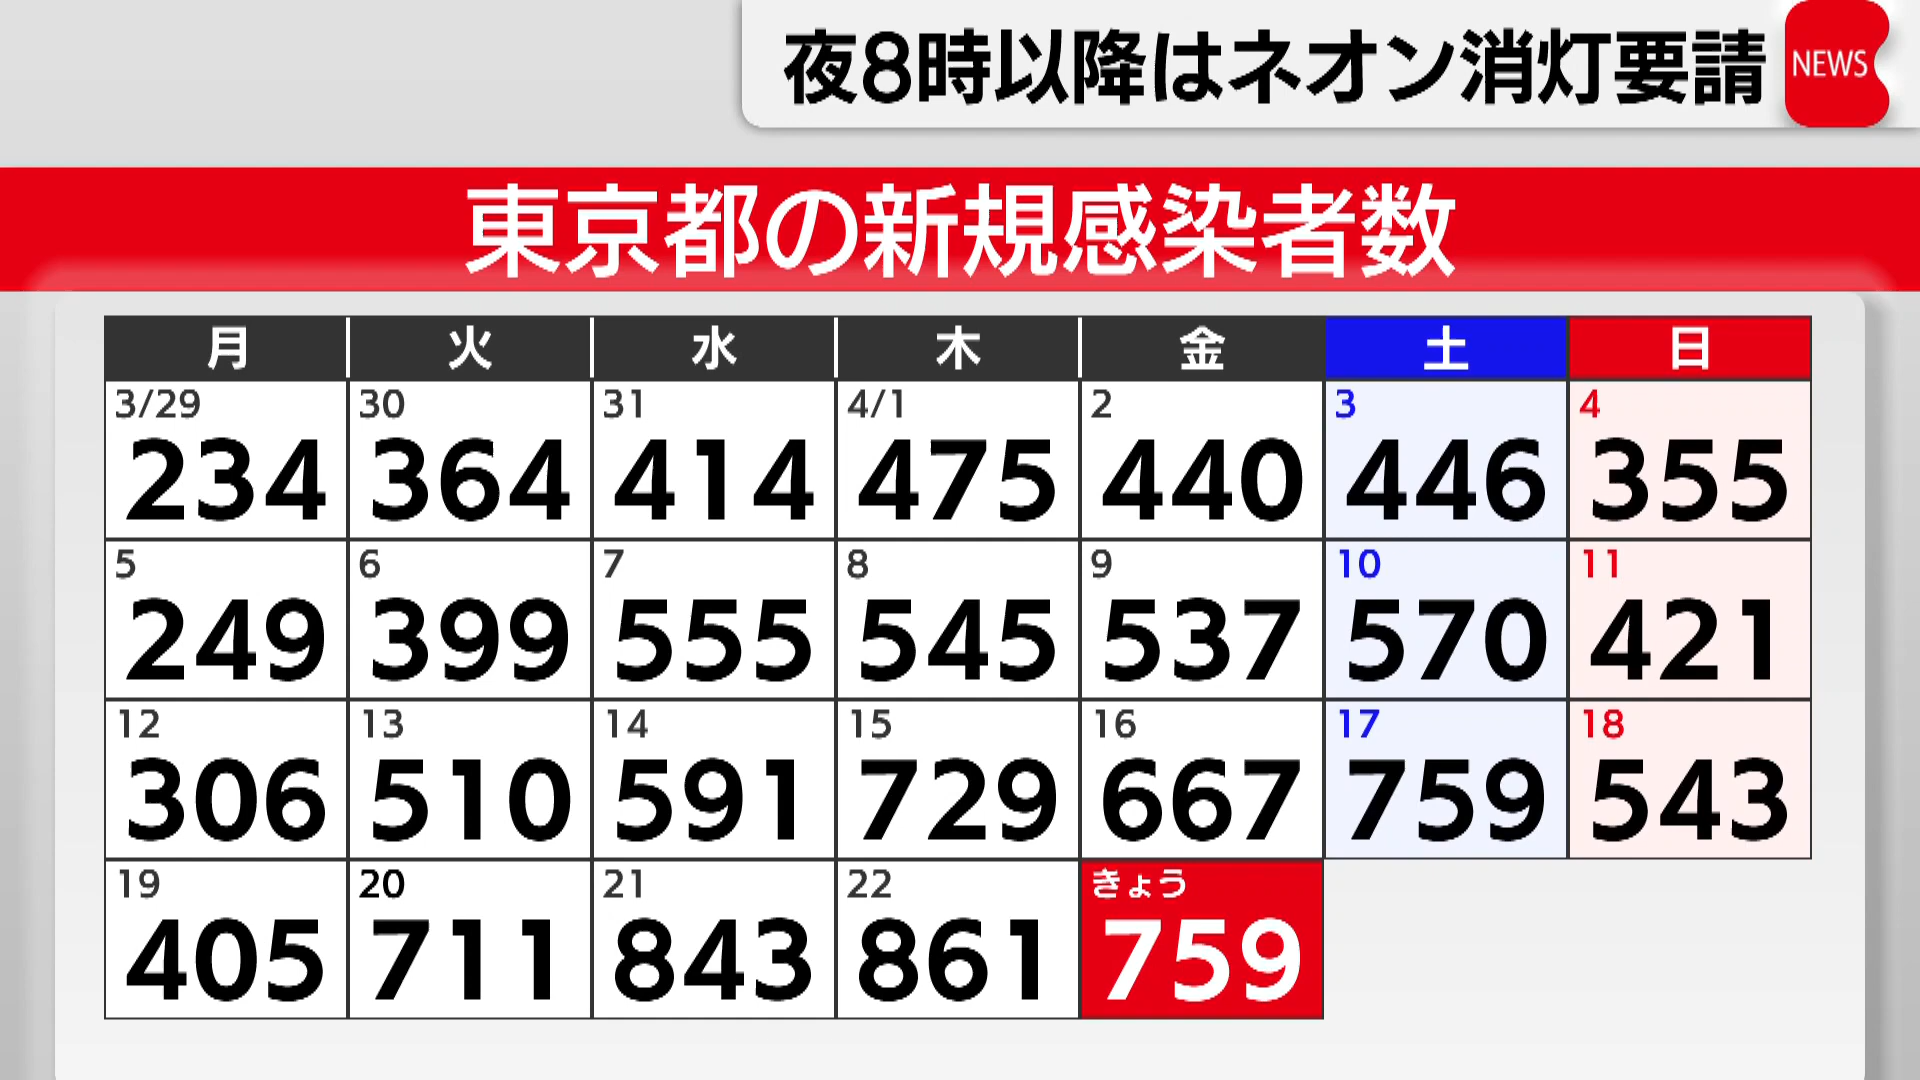 夜8時以降はネオン消灯要請
NEWS
東京都の新規感染者数
月 火 水 木 金 土 日
3/29 30 31 4/1 2 3 4
234 364 414 475 440 446 355
5 6 7 8 9 10 11
249 399 555 545 537 570 421
12 13 14 15 16 17 18
306 510 591 729 667 759 543
19 20 21 22 きょう
405 711 843 861 759